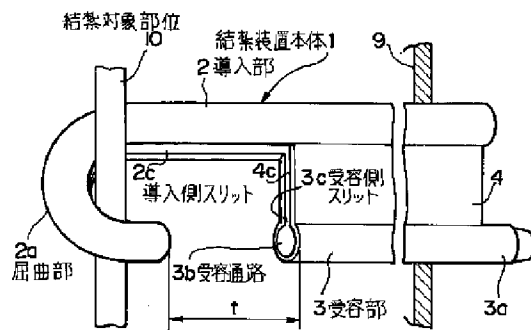 結紮対象部位
10
結紮装置本体1
2 導入部
9
2c
4c
3c受容側
スリット
導入側スリット
4
2a
屈曲部
3b受容通路
3 受容部
3a
t